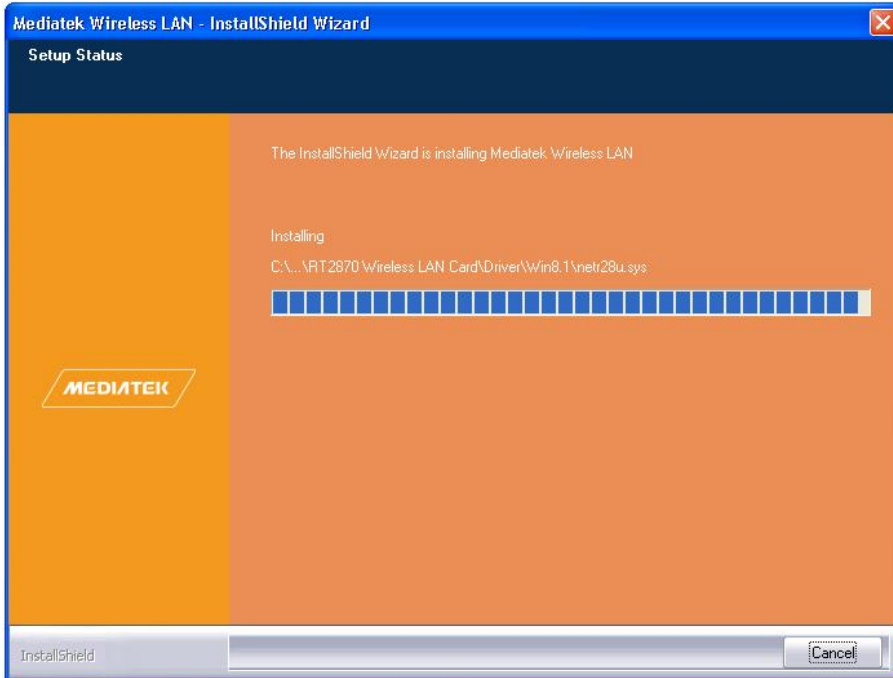 Mediatek Wireless LAN - InstallShield Wizard
Setup Status
The InstallShield Wizard is installing Mediatek Wireless LAN
Installing
C:\...\RT2870 Wireless LAN Card\Driver\Win8.1\netr28u.sys
MEDIATEK
InstallShield
Cancel